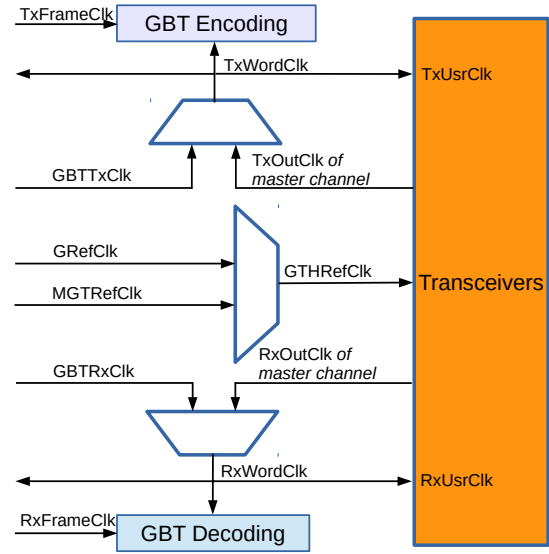 TxFrameClk
GBT Encoding
TxWordClk
TxUsrClk
TxOutClk of
master channel
GBTTxClk
GRefClk
GTHRefClk
MGTRefClk
Transceivers
RxOutClk of
master channel
GBTRxClk
RxWordClk
RxUsrClk
RxFrameClk
GBT Decoding